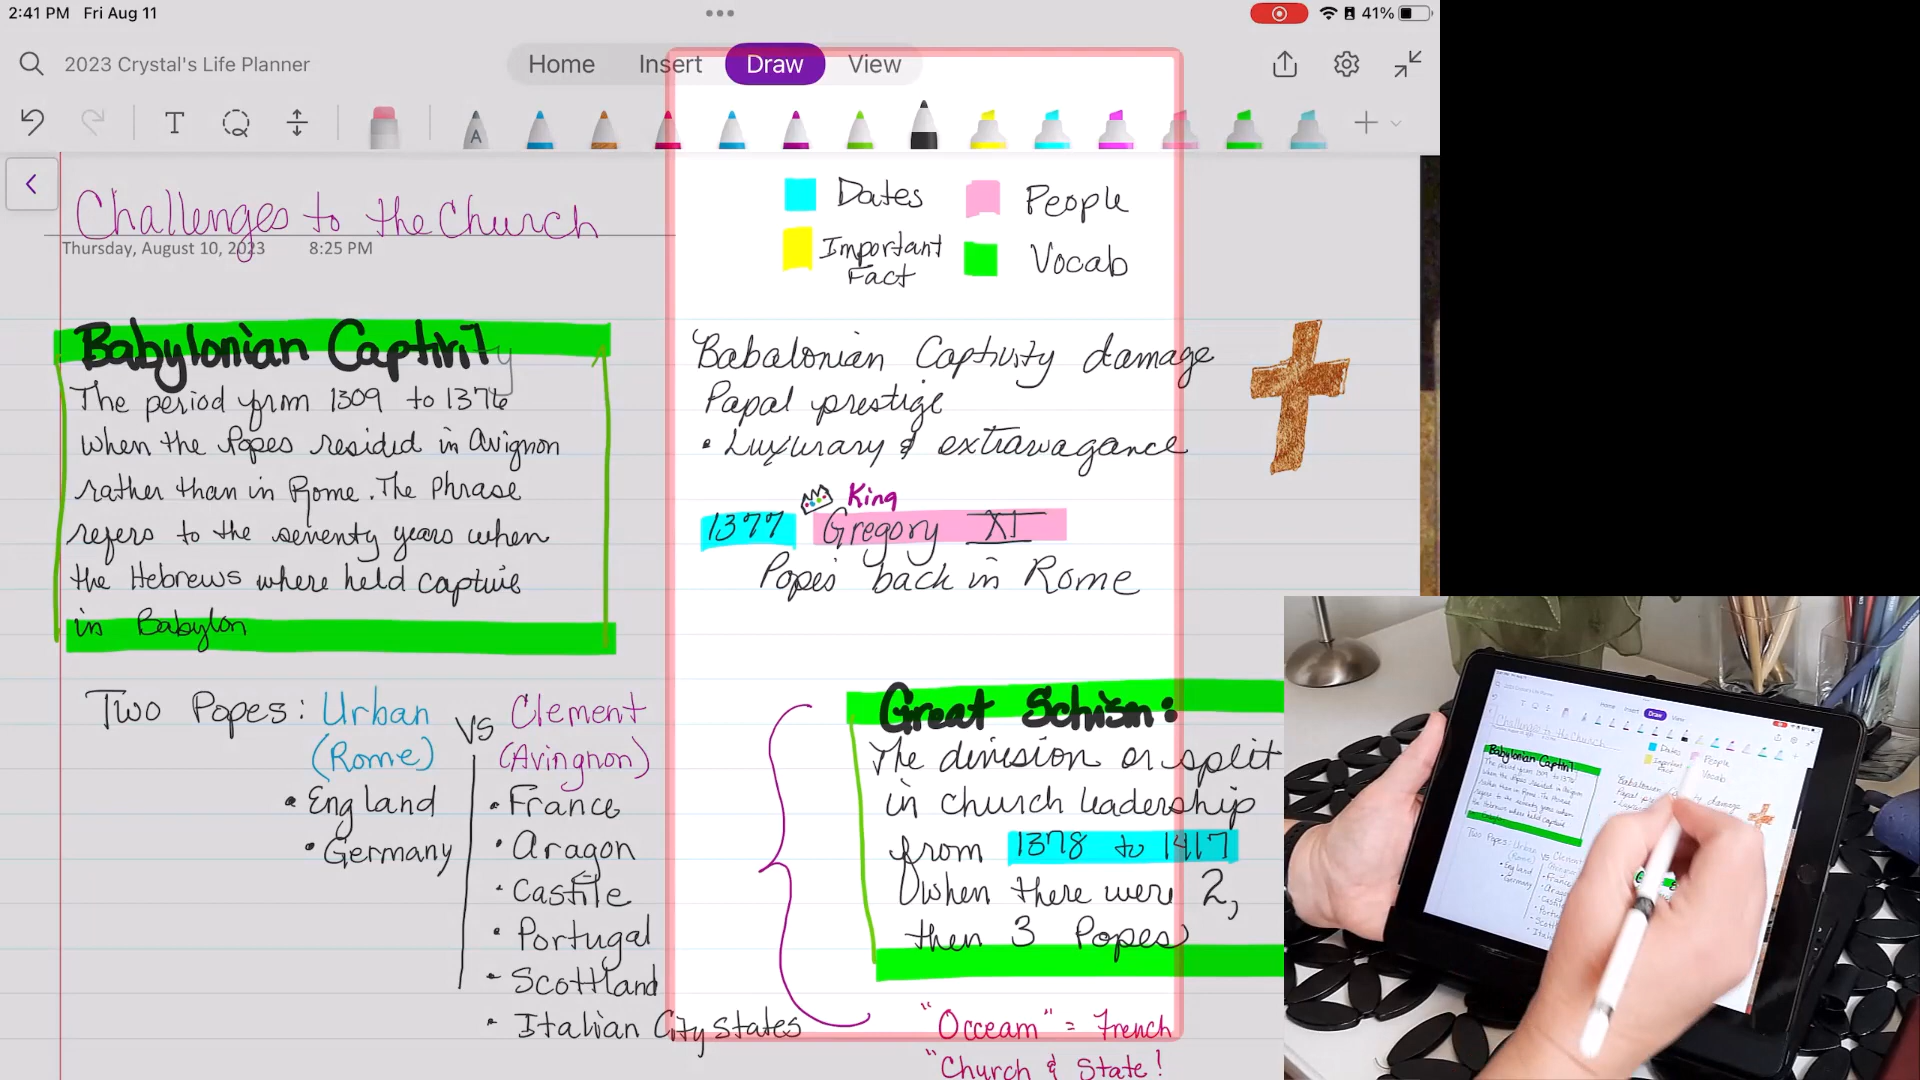 2:41 PM Fri Aug 11
41%
2023 Crystal's Life Planner
Home Insert Draw View
T
A
Challenges to the Church
Thursday, August 10, 2023 8:25 PM
Dates
People
Important
Fact
Vocab
Babylonian Captivity
The period from 1309 to 1376
when the Popes resided in Avignon
rather than in Rome. The Phrase
refers to the seventy years when
the Hebrews where held captive
in Babylon
Babalonian Captivity damage
Papal prestige
• Luxurary & extrawagance
King
1377 Gregory XI
Popes back in Rome
Two Popes: Urban vs Clement
(Rome) (Avingnon)
• England
• Germany
• France
• Aragon
• Castile
• Portugal
- Scottland
• Italian City states
Great Schism:
The division or split
in church leadership
from 1378 to 1417
when there were 2,
then 3 Popes
"Occeam" = French
"Church & State!